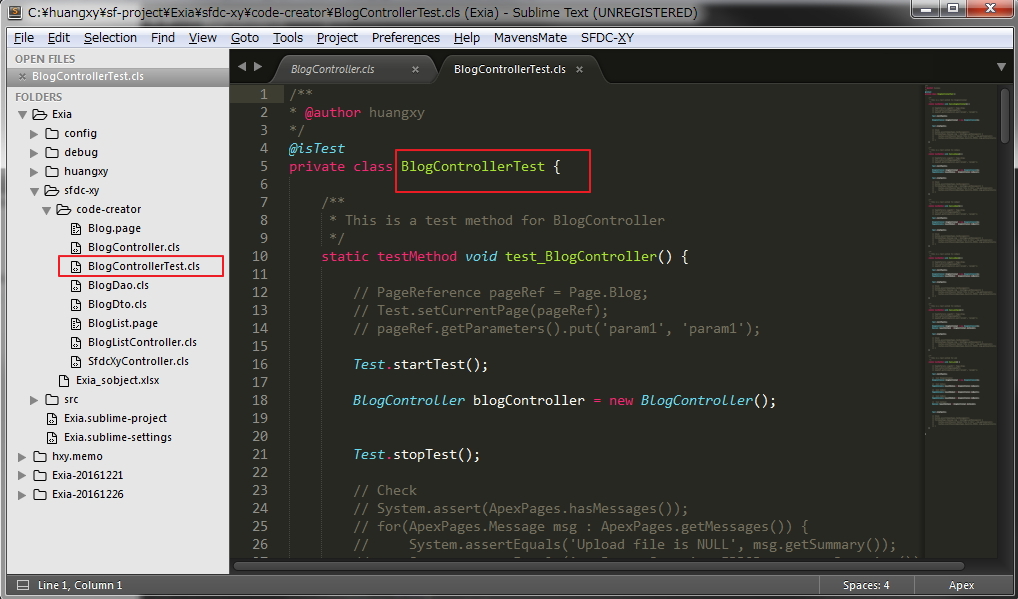 C:¥huangxy¥sf-project¥Exia¥sfdc-xy¥code-creator¥BlogControllerTest.cls (Exia) - Sublime Text (UNREGISTERED)
File Edit Selection Find View Goto Tools Project Preferences Help MavensMate SFDC-XY
OPEN FILES
× BlogControllerTest.cls
FOLDERS
Exia
config
debug
huangxy
sfdc-xy
code-creator
Blog.page
BlogController.cls
BlogControllerTest.cls
BlogDao.cls
BlogDto.cls
BlogList.page
BlogListController.cls
SfdcXyController.cls
Exia_sobject.xlsx
src
Exia.sublime-project
Exia.sublime-settings
hxy.memo
Exia-20161221
Exia-20161226
BlogController.cls × BlogControllerTest.cls ×
1 /**
2 * @author huangxy
3 */
4 @isTest
5 private class BlogControllerTest {
6
7 /**
8 * This is a test method for BlogController
9 */
10 static testMethod void test_BlogController() {
11
12 // PageReference pageRef = Page.Blog;
13 // Test.setCurrentPage(pageRef);
14 // pageRef.getParameters().put('param1', 'param1');
15
16 Test.startTest();
17
18 BlogController blogController = new BlogController();
19
20
21 Test.stopTest();
22
23 // Check
24 // System.assert(ApexPages.hasMessages());
25 // for(ApexPages.Message msg : ApexPages.getMessages()) {
26 // System.assertEquals('Upload file is NULL', msg.getSummary());
Line 1, Column 1 Spaces: 4 Apex